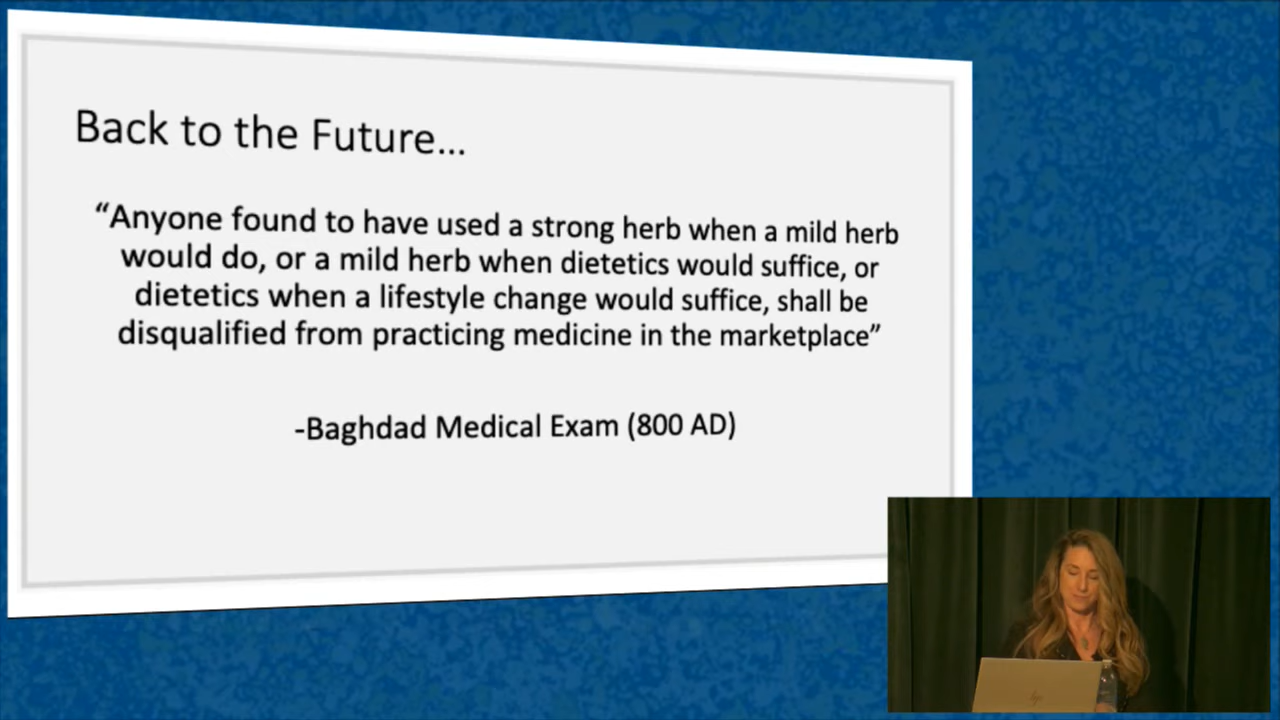 Back to the Future...
“Anyone found to have used a strong herb when a mild herb
would do, or a mild herb when dietetics would suffice, or
dietetics when a lifestyle change would suffice, shall be
disqualified from practicing medicine in the marketplace”
-Baghdad Medical Exam (800 AD)
hp